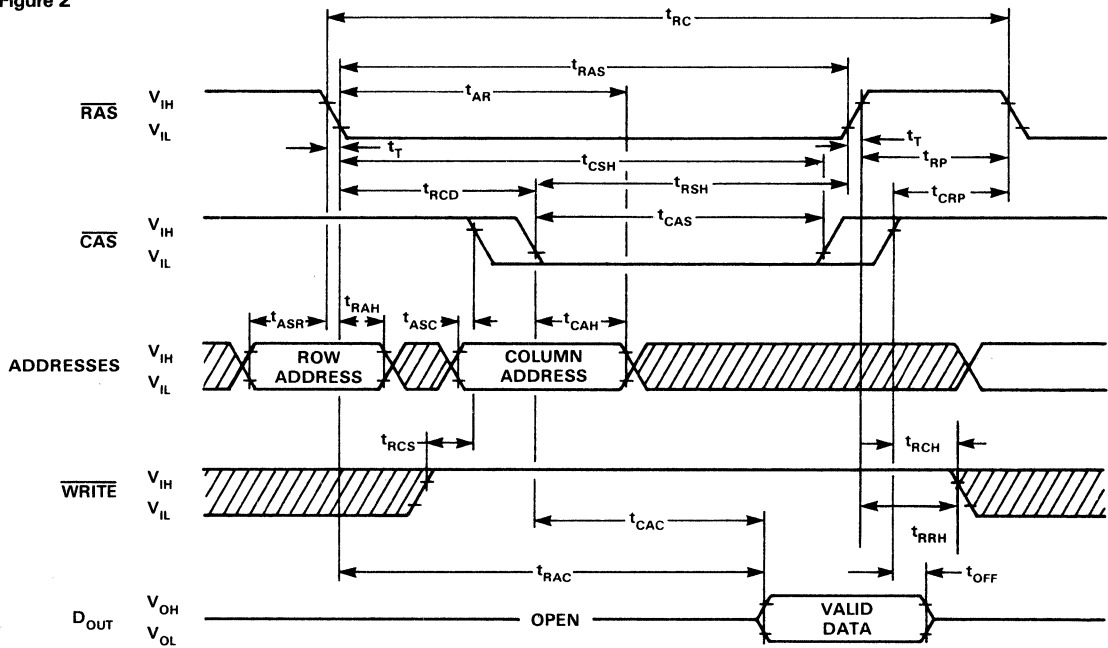 Figure 2
tRC
tRAS
tAR
RAS VIH
VIL
tT tT
tCSH tRP
tRCD tRSH tCRP
tCAS
CAS VIH
VIL
tASR tRAH tASC tCAH
ADDRESSES VIH
VIL
ROW
ADDRESS
COLUMN
ADDRESS
tRCS tRCH
WRITE VIH
VIL
tCAC tRRH
tRAC tOFF
DOUT VOH
VOL
OPEN
VALID
DATA